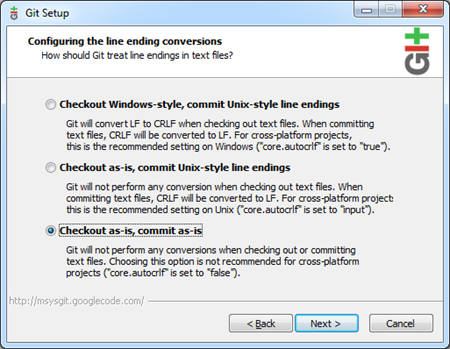 Git Setup
Configuring the line ending conversions
How should Git treat line endings in text files?
Git
Checkout Windows-style, commit Unix-style line endings
Git will convert LF to CRLF when checking out text files. When committing
text files, CRLF will be converted to LF. For cross-platform projects,
this is the recommended setting on Windows ("core.autocrlf" is set to "true").
Checkout as-is, commit Unix-style line endings
Git will not perform any conversion when checking out text files. When
committing text files, CRLF will be converted to LF. For cross-platform projects
this is the recommended setting on Unix ("core.autocrlf" is set to "input").
Checkout as-is, commit as-is
Git will not perform any conversions when checking out or committing
text files. Choosing this option is not recommended for cross-platform
projects ("core.autocrlf" is set to "false").
http://msysgit.googlecode.com/
< Back
Next >
Cancel